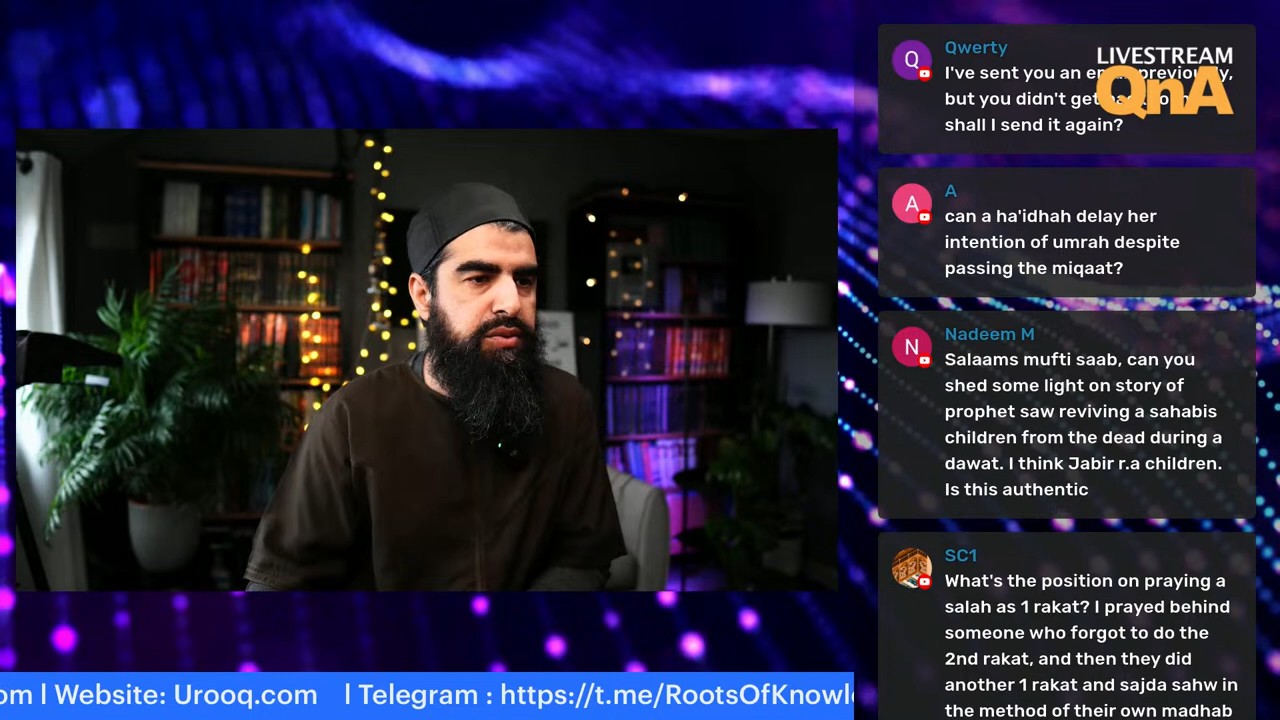 LIVESTREAM
QnA
Q
Qwerty
I've sent you an
but you didn't
shall I send it again?
A
A
can a ha'idhah delay her
intention of umrah despite
passing the miqaat?
N
Nadeem M
Salaams mufti saab, can you
shed some light on story of
prophet saw reviving a sahabis
children from the dead during a
dawat. I think Jabir r.a children.
Is this authentic
SC1
What's the position on praying a
salah as 1 rakat? I prayed behind
someone who forgot to do the
2nd rakat, and then they did
another 1 rakat and sajda sahw in
the method of their own madhab
om | Website: Urooq.com | Telegram : https://t.me/RootsOfKnowl